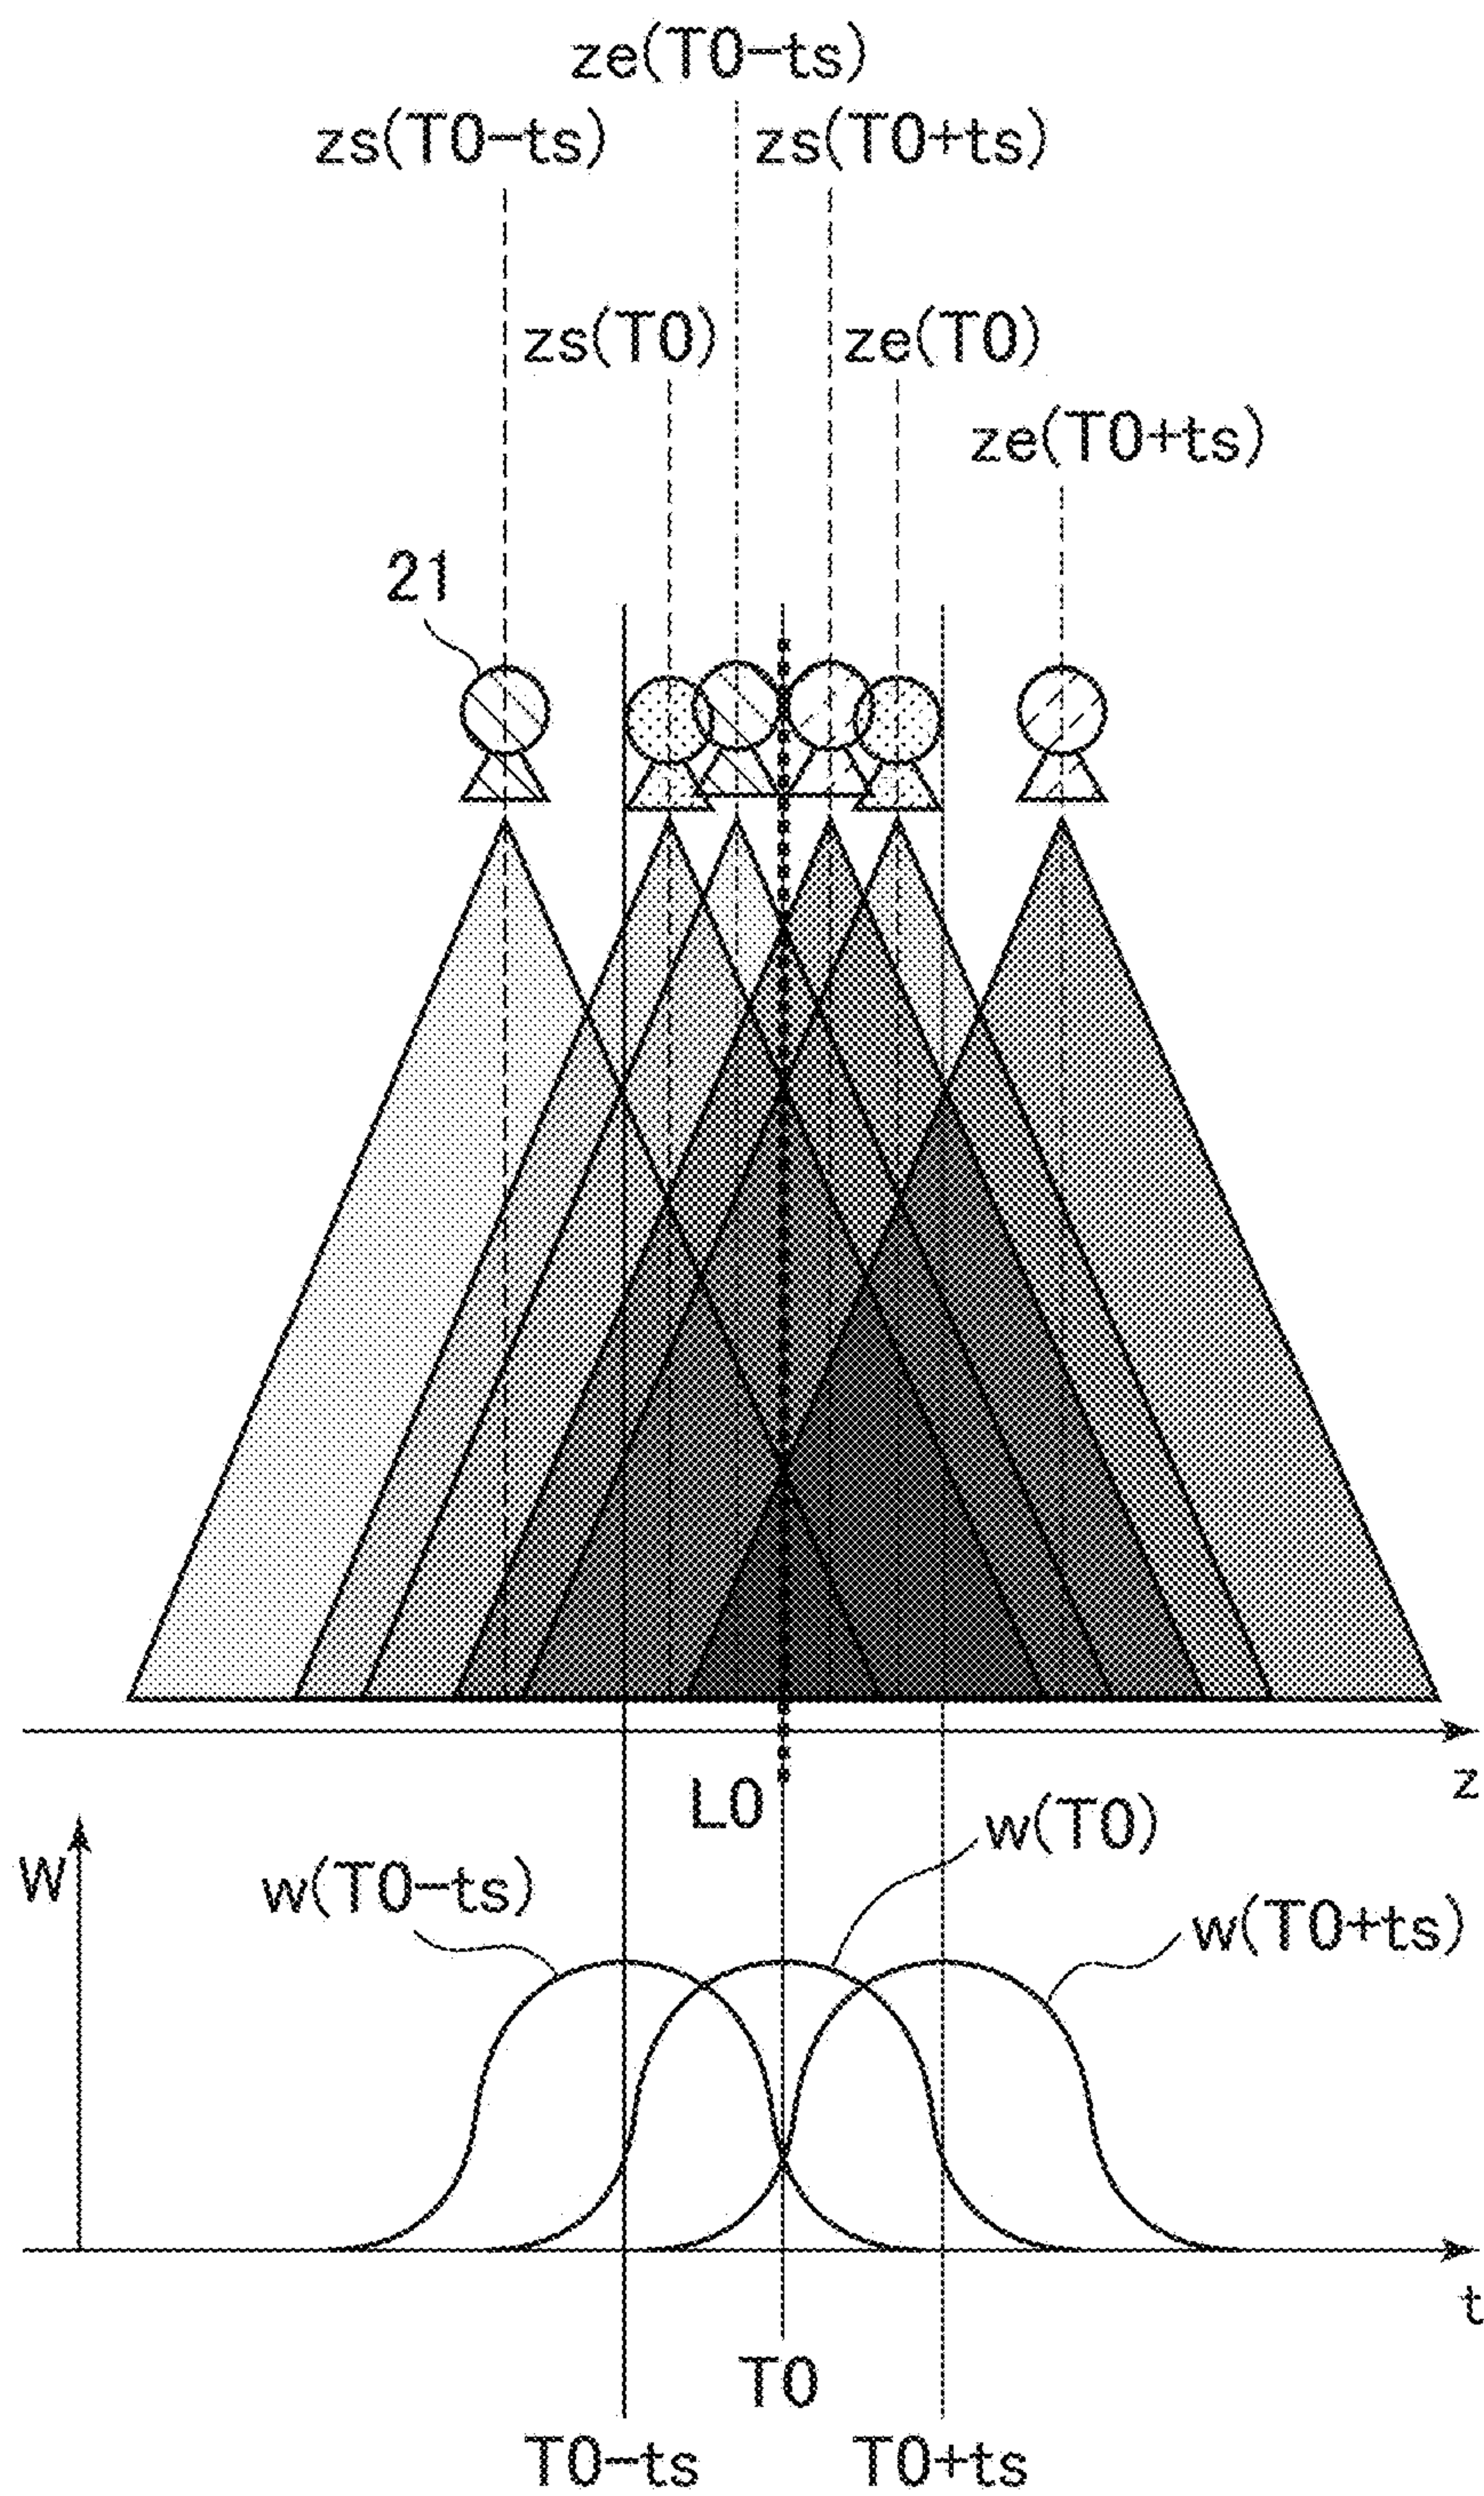 ze(T0-ts)
zs(T0-ts)
zs(T0+ts)
zs(T0)
ze(T0)
ze(T0+ts)
21
z
L0
w(T0)
W
w(T0-ts)
w(T0+ts)
t
T0
T0-ts
T0+ts